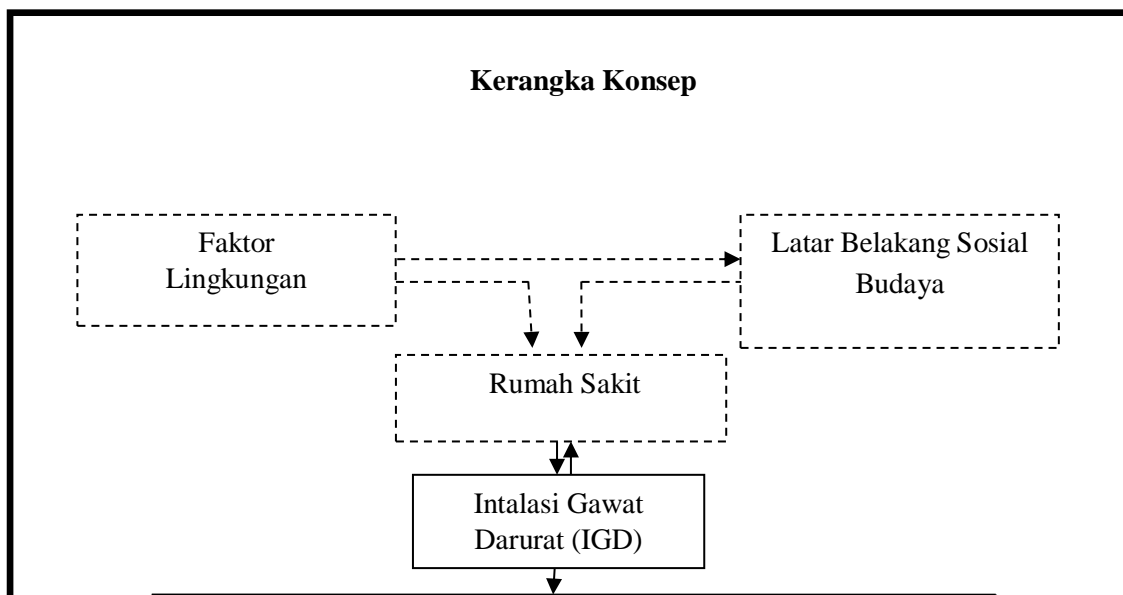 Kerangka Konsep
Faktor
Lingkungan
Latar Belakang Sosial
Budaya
Rumah Sakit
Intalasi Gawat
Darurat (IGD)